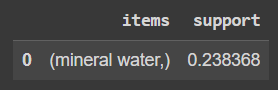 items support
0 (mineral water,) 0.238368